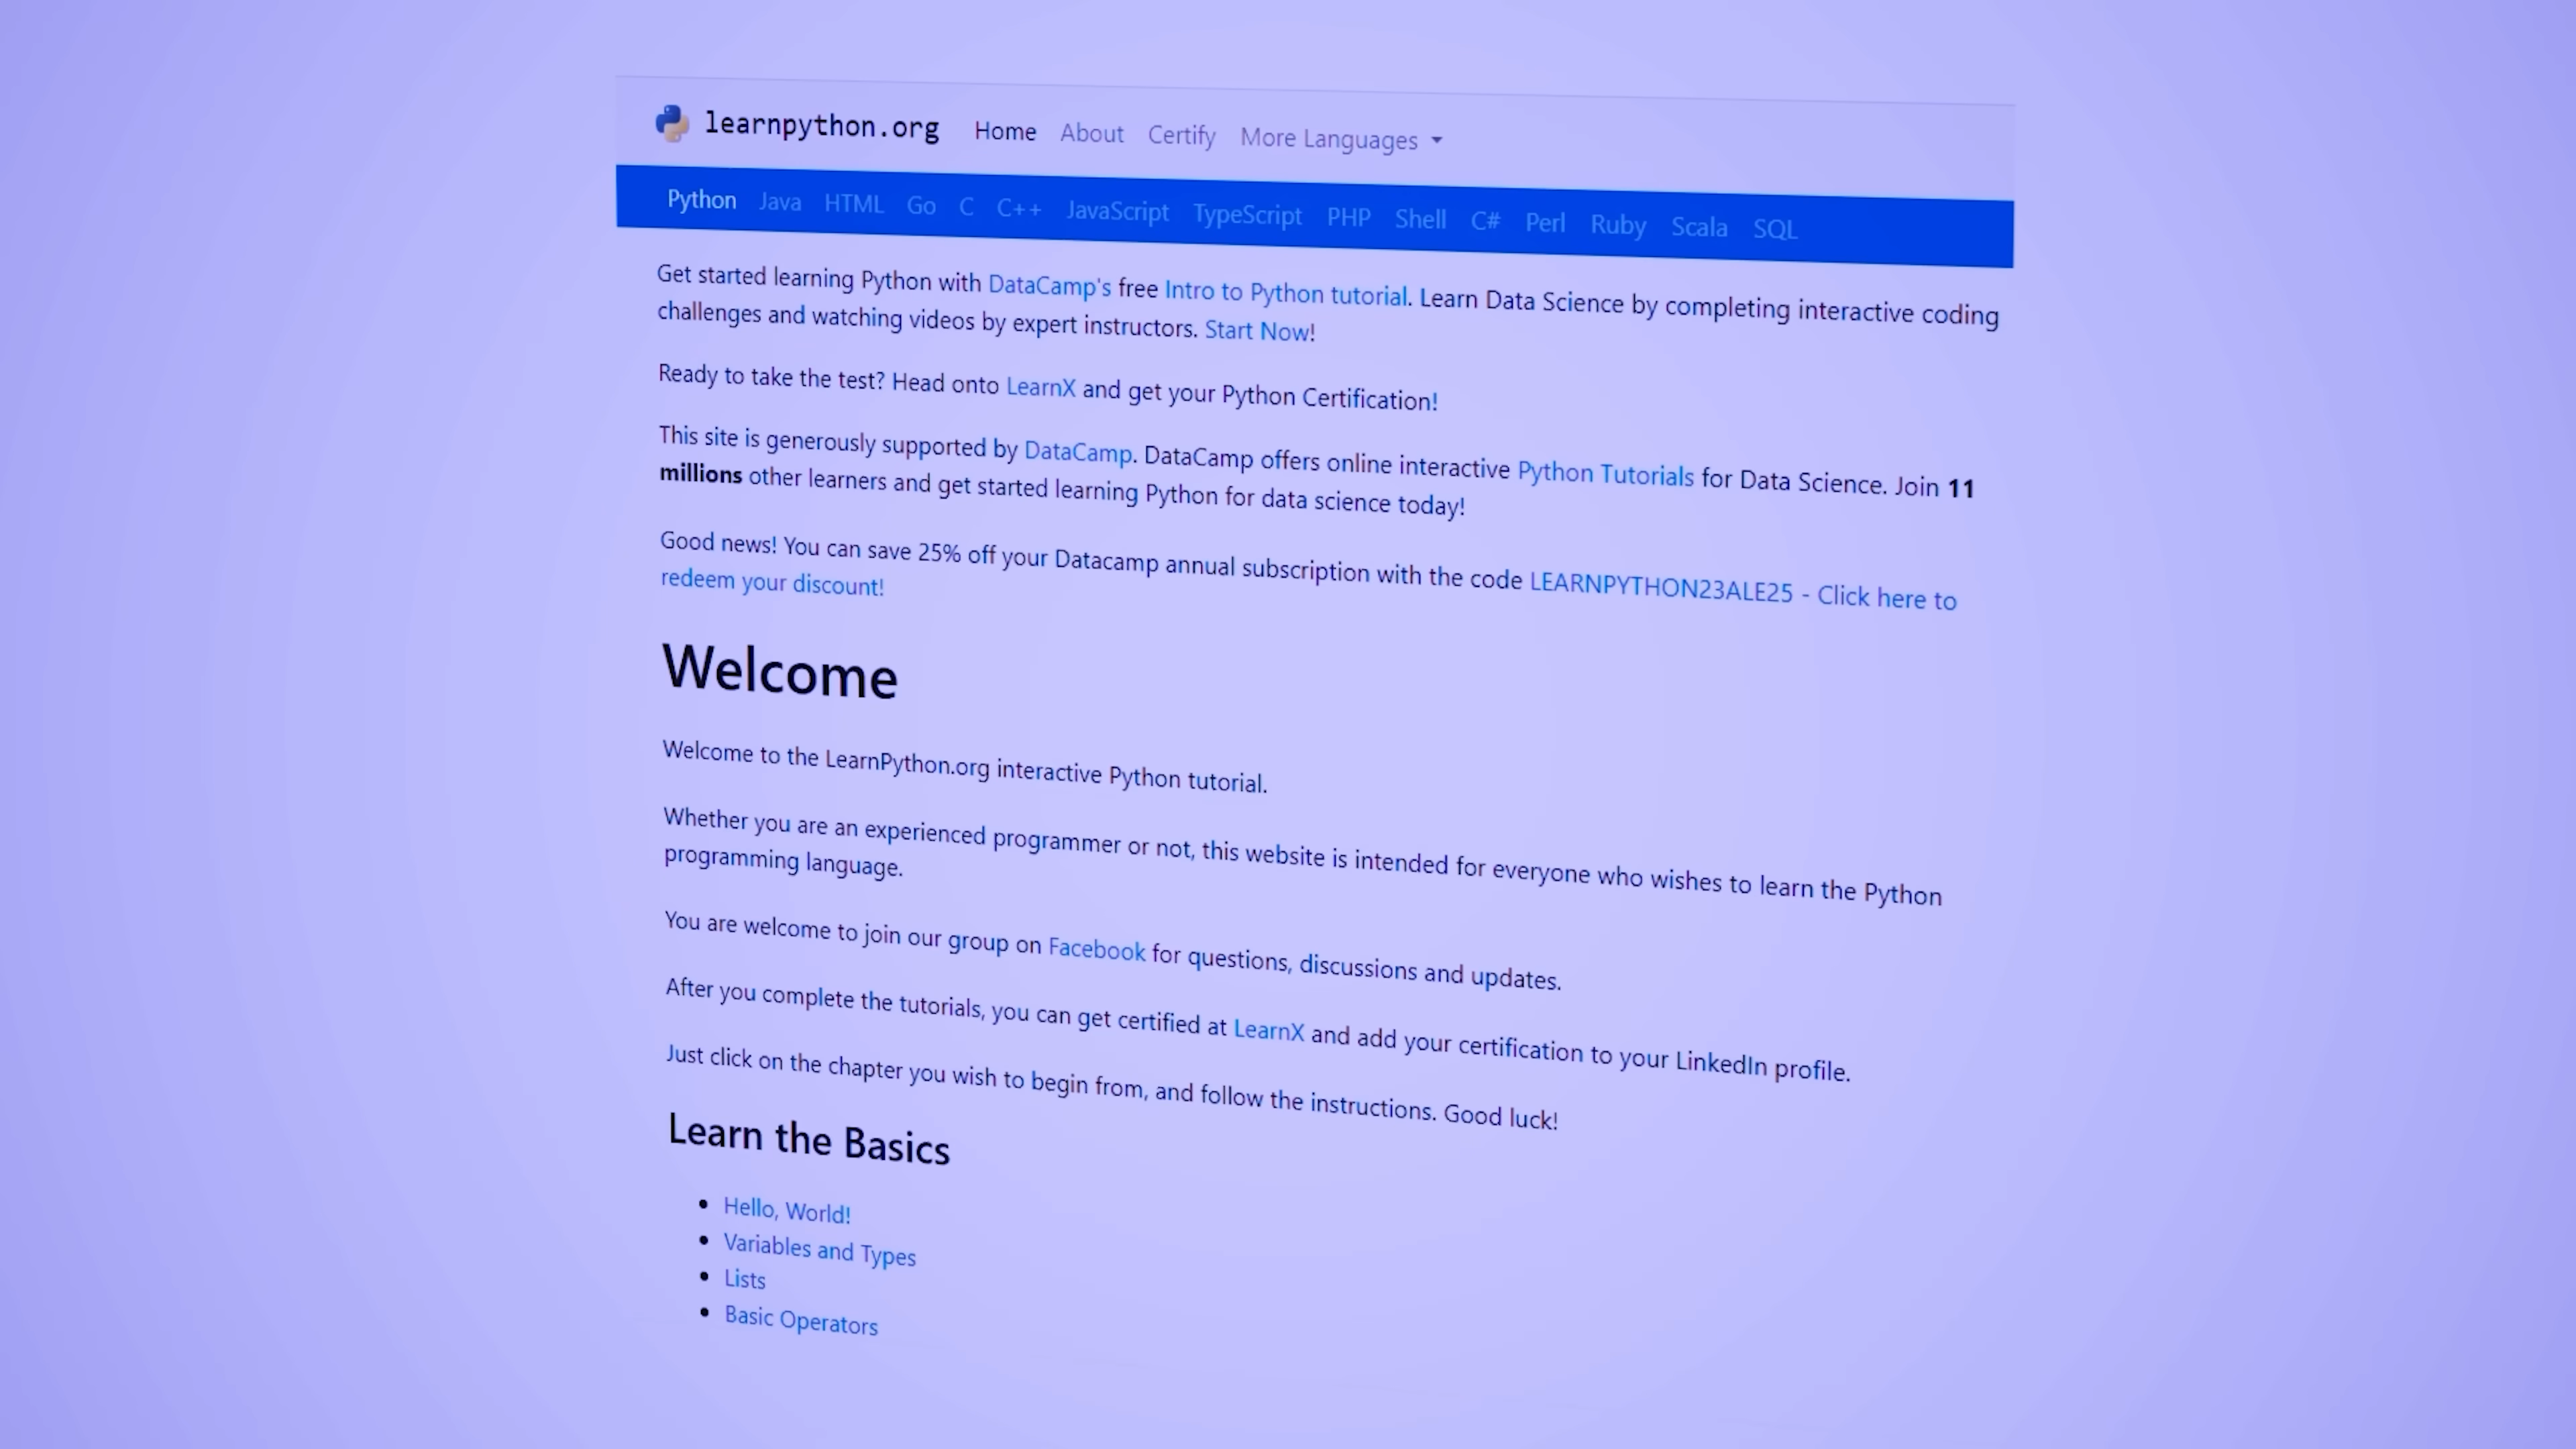 learnpython.org Home About Certify More Languages
Python Java HTML Go C C++ JavaScript TypeScript PHP Shell C# Perl Ruby Scala SQL
Get started learning Python with DataCamp's free Intro to Python tutorial. Learn Data Science by completing interactive coding
challenges and watching videos by expert instructors. Start Now!
Ready to take the test? Head onto LearnX and get your Python Certification!
This site is generously supported by DataCamp. DataCamp offers online interactive Python Tutorials for Data Science. Join 11
millions other learners and get started learning Python for data science today!
Good news! You can save 25% off your Datacamp annual subscription with the code LEARNPYTHON23ALE25 - Click here to
redeem your discount!
Welcome
Welcome to the LearnPython.org interactive Python tutorial.
Whether you are an experienced programmer or not, this website is intended for everyone who wishes to learn the Python
programming language.
You are welcome to join our group on Facebook for questions, discussions and updates.
After you complete the tutorials, you can get certified at LearnX and add your certification to your LinkedIn profile.
Just click on the chapter you wish to begin from, and follow the instructions. Good luck!
Learn the Basics
• Hello, World!
• Variables and Types
• Lists
• Basic Operators